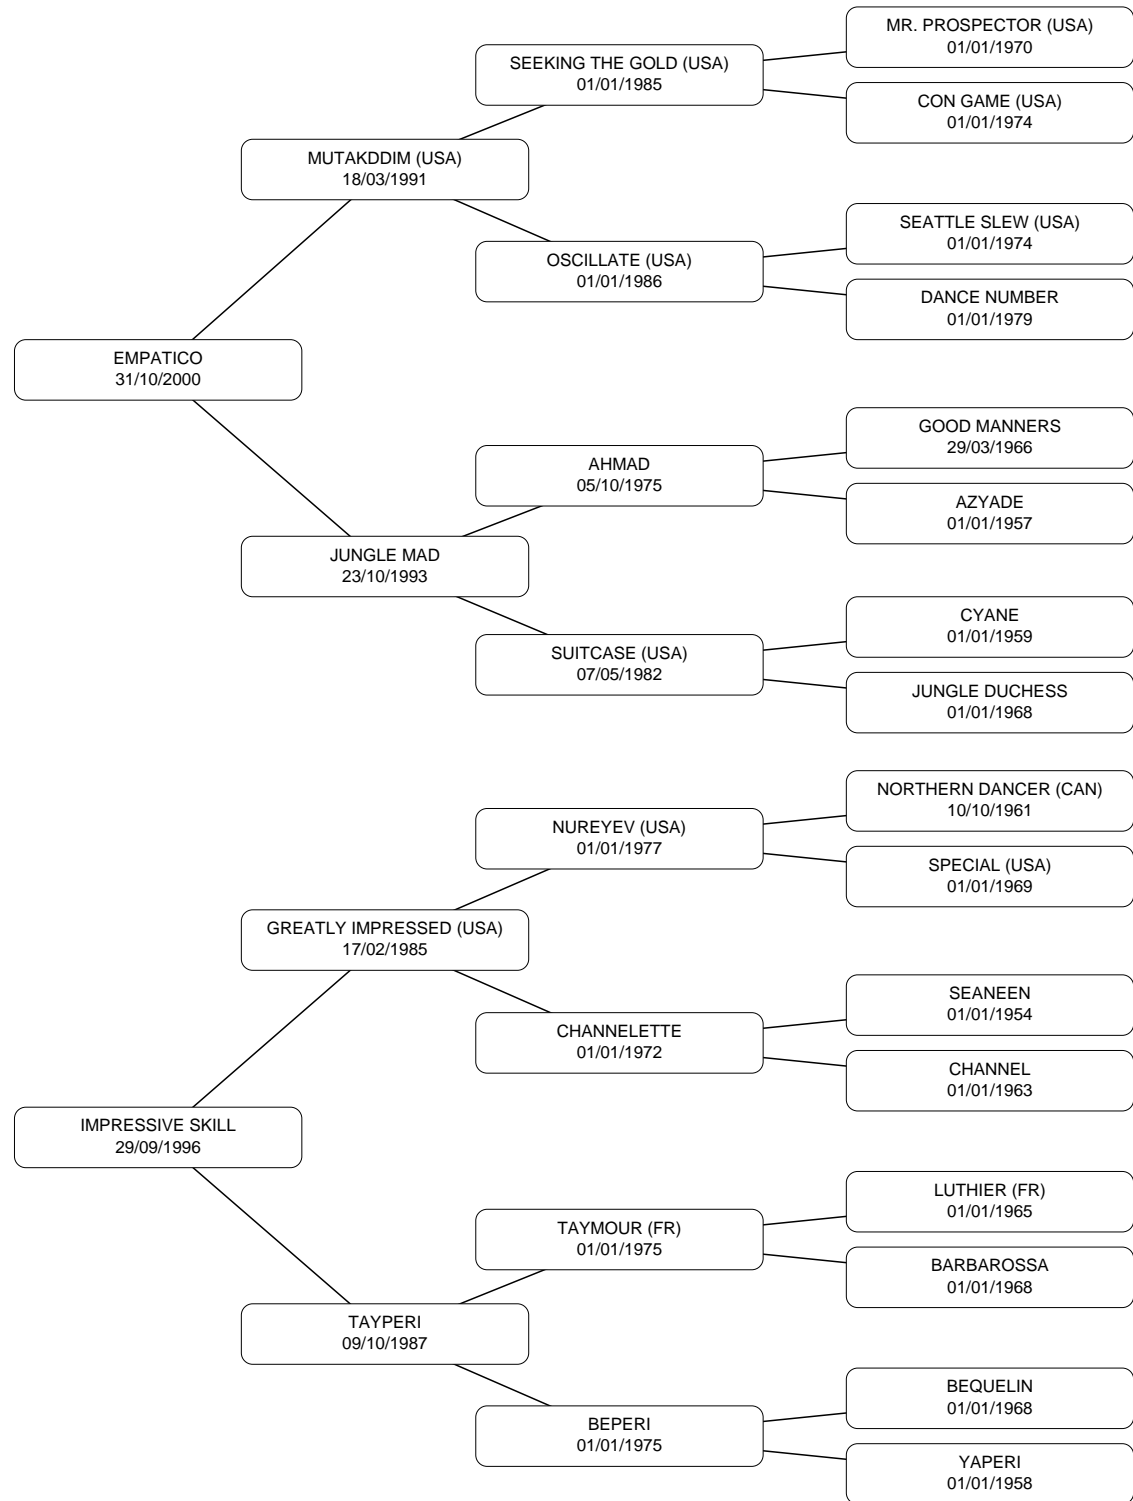 MR. PROSPECTOR (USA)
01/01/1970
SEEKING THE GOLD (USA)
01/01/1985
CON GAME (USA)
01/01/1974
MUTAKDDIM (USA)
18/03/1991
SEATTLE SLEW (USA)
01/01/1974
OSCILLATE (USA)
01/01/1986
DANCE NUMBER
01/01/1979
EMPATICO
31/10/2000
GOOD MANNERS
29/03/1966
AHMAD
05/10/1975
AZYADE
01/01/1957
JUNGLE MAD
23/10/1993
CYANE
01/01/1959
SUITCASE (USA)
07/05/1982
JUNGLE DUCHESS
01/01/1968
NORTHERN DANCER (CAN)
10/10/1961
NUREYEV (USA)
01/01/1977
SPECIAL (USA)
01/01/1969
GREATLY IMPRESSED (USA)
17/02/1985
SEANEEN
01/01/1954
CHANNELETTE
01/01/1972
CHANNEL
01/01/1963
IMPRESSIVE SKILL
29/09/1996
LUTHIER (FR)
01/01/1965
TAYMOUR (FR)
01/01/1975
BARBAROSSA
01/01/1968
TAYPERI
09/10/1987
BEQUELIN
01/01/1968
BEPERI
01/01/1975
YAPERI
01/01/1958